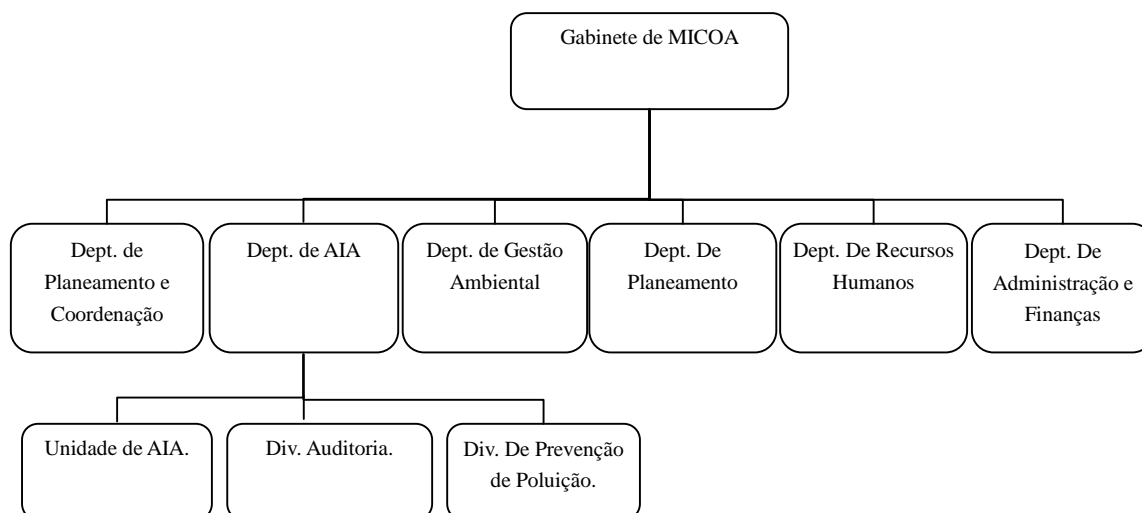 Gabinete de MICOA
Dept. de
Planeamento e
Coordenação
Dept. de AIA
Dept. de Gestão
Ambiental
Dept. De
Planeamento
Dept. De Recursos
Humanos
Dept. De
Administração e
Finanças
Unidade de AIA.
Div. Auditoria.
Div. De Prevenção
de Poluição.